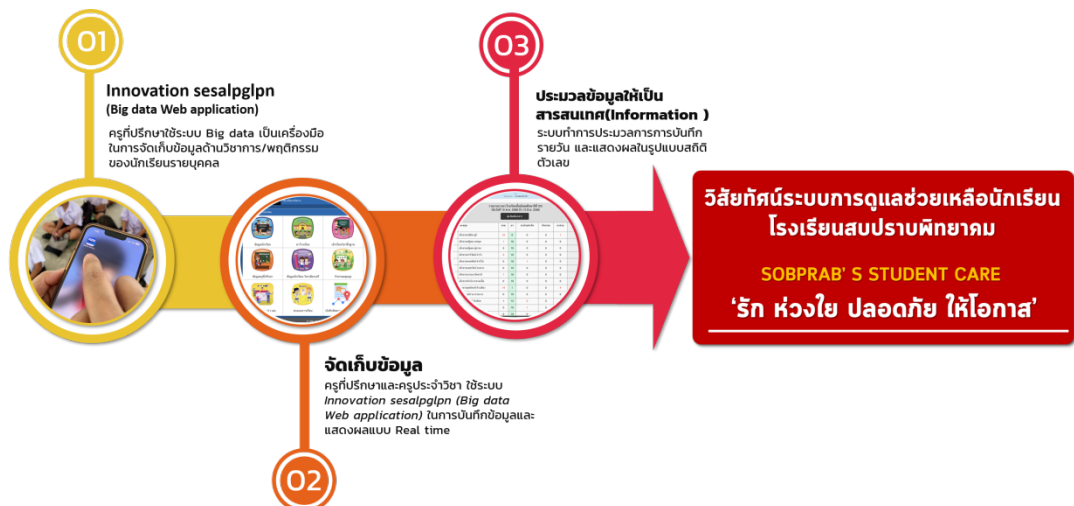 01
Innovation sesalpglpn
(Big data Web application)
ครูที่ปรึกษาใช้ระบบ Big data เป็นเครื่องมือ
ในการจัดเก็บข้อมูลด้านวิชาการ/พฤติกรรม
ของนักเรียนรายบุคคล
02
จัดเก็บข้อมูล
ครูที่ปรึกษาและครูประจำวิชา ใช้ระบบ
Innovation sesalpglpn (Big data
Web application) ในการบันทึกข้อมูลและ
แสดงผลแบบ Real time
03
ประมวลข้อมูลให้เป็น
สารสนเทศ(Information )
ระบบทำการประมวลการการบันทึก
รายวัน และแสดงผลในรูปแบบสถิติ
ตัวเลข
วิสัยทัศน์ระบบการดูแลช่วยเหลือนักเรียน
โรงเรียนสบปราบพิทยาคม
SOBPRAB' S STUDENT CARE
‘รัก ห่วงใย ปลอดภัย ให้โอกาส’